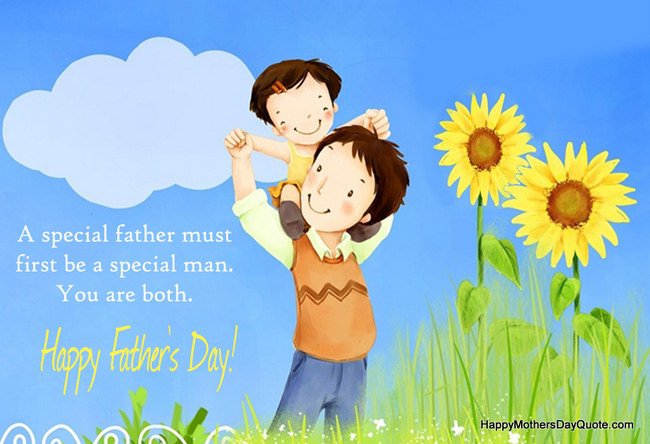 A special father must
first be a special man.
You are both.
Happy Father's Day!
HappyMothersDayQuote.com